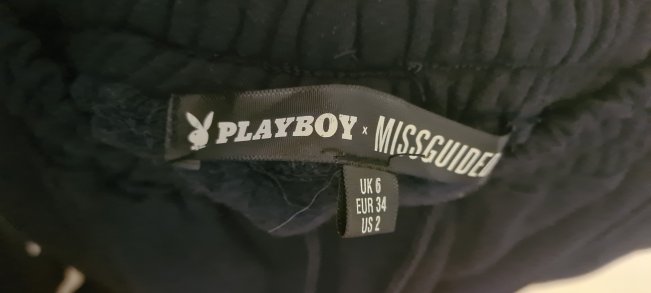 PLAYBOY x MISSGUIDED
UK 6
EUR 34
US 2